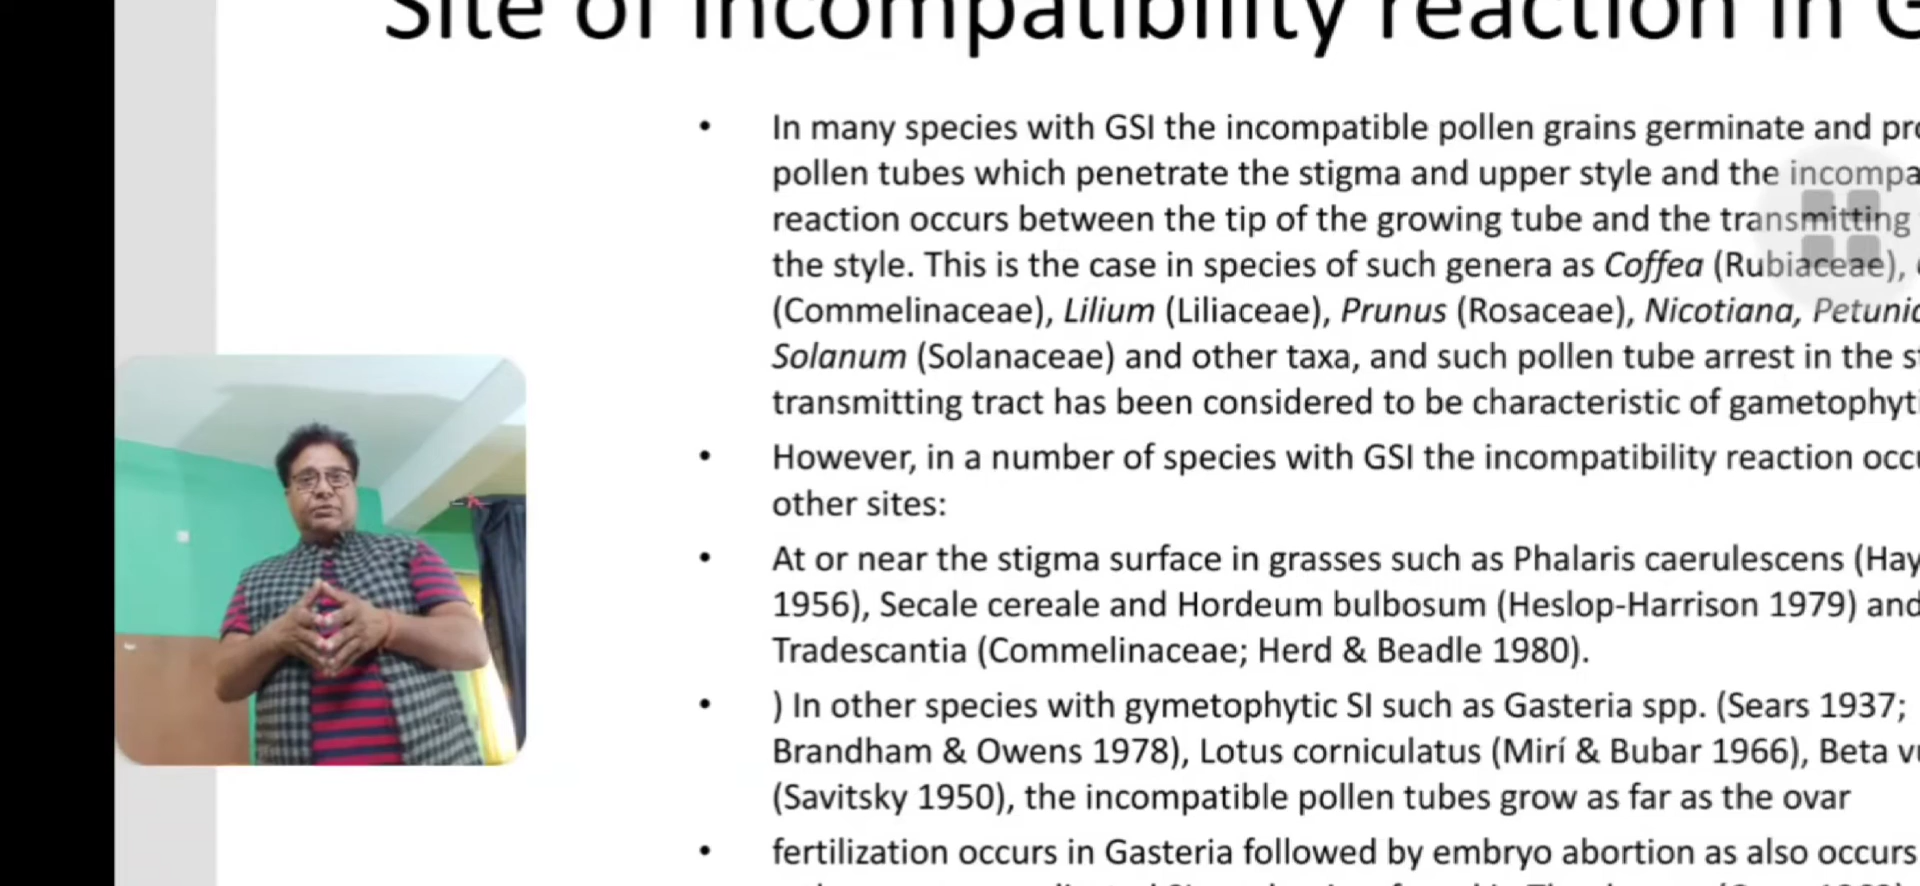 Site of incompatibility reaction in G
• In many species with GSI the incompatible pollen grains germinate and pro
pollen tubes which penetrate the stigma and upper style and the incompa
reaction occurs between the tip of the growing tube and the transmitting
the style. This is the case in species of such genera as Coffea (Rubiaceae),
(Commelinaceae), Lilium (Liliaceae), Prunus (Rosaceae), Nicotiana, Petunia
Solanum (Solanaceae) and other taxa, and such pollen tube arrest in the st
transmitting tract has been considered to be characteristic of gametophyti
• However, in a number of species with GSI the incompatibility reaction occu
other sites:
• At or near the stigma surface in grasses such as Phalaris caerulescens (Hay
1956), Secale cereale and Hordeum bulbosum (Heslop-Harrison 1979) and
Tradescantia (Commelinaceae; Herd & Beadle 1980).
• ) In other species with gymetophytic SI such as Gasteria spp. (Sears 1937;
Brandham & Owens 1978), Lotus corniculatus (Mirí & Bubar 1966), Beta vu
(Savitsky 1950), the incompatible pollen tubes grow as far as the ovar
• fertilization occurs in Gasteria followed by embryo abortion as also occurs